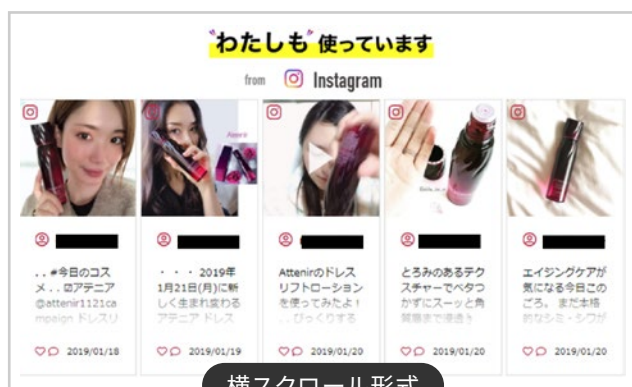 わたしも使っています
from Instagram
Attenir
. . #今日のコス
メ . . ☑アテニア
@attenir1121ca
mpaign ドレスリ
2019/01/18
・ ・ ・ 2019年
1月21日(月)に新
しく生まれ変わる
アテニア ドレス
2019/01/19
Attenirのドレス
リフトローション
を使ってみたよ！
. . びっくりする
2019/01/20
とろみのあるテク
スチャーでベタつ
かずにスーッと角
質層まで浸透う
2019/01/20
エイジングケアが
気になる今日この
ごろ。 まだ本格
的なシミ・シワが
2019/01/20
横スクロール形式